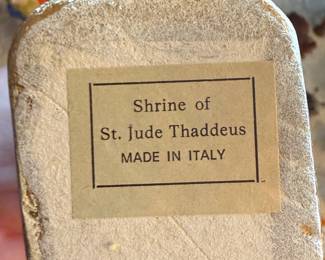 Shrine of
St. Jude Thaddeus
MADE IN ITALY